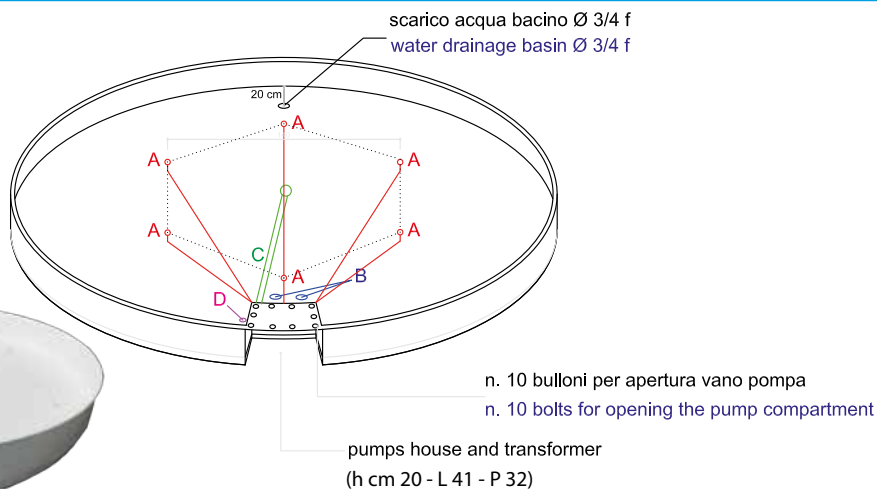 scarico acqua bacino Ø 3/4 f
water drainage basin Ø 3/4 f
20 cm
A
A
A
A
A
C
A
B
D
n. 10 bulloni per apertura vano pompa
n. 10 bolts for opening the pump compartment
pumps house and transformer
(h cm 20 - L 41 - P 32)